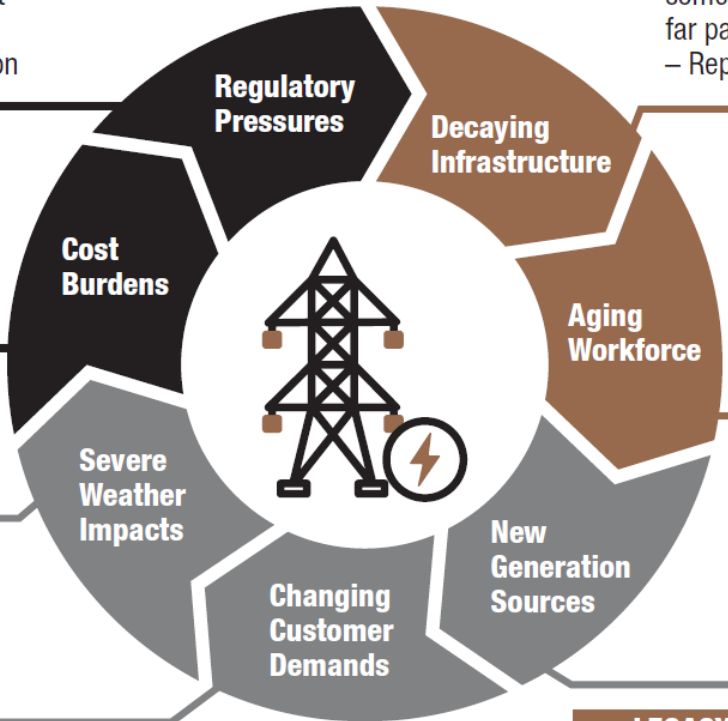 far
– Rep
on
Regulatory
Pressures
Decaying
Infrastructure
Cost
Burdens
Aging
Workforce
Severe
Weather
Impacts
New
Generation
Sources
Changing
Customer
Demands